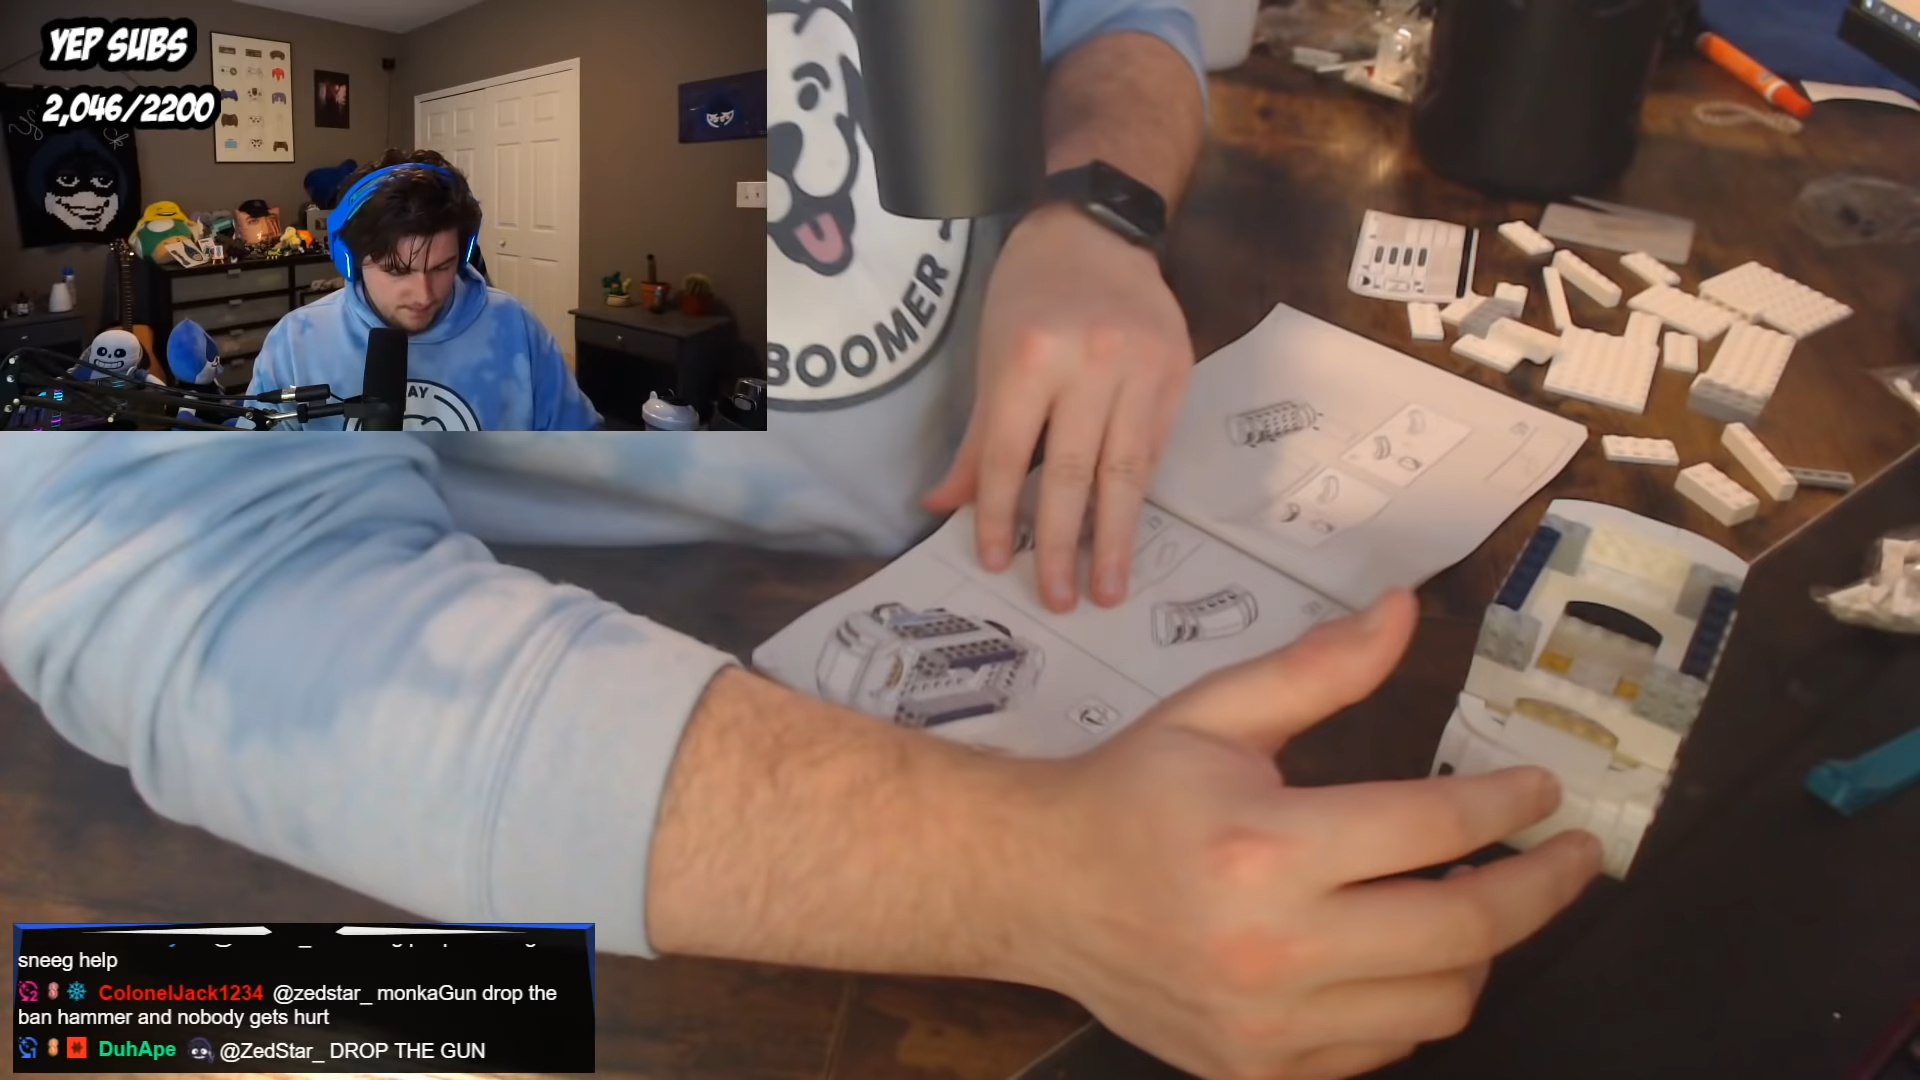 YEP SUBS
2,046/2200
AY
BOOMER
sneeg help
ColonelJack1234 @zedstar_ monkaGun drop the
ban hammer and nobody gets hurt
DuhApe @ZedStar_ DROP THE GUN